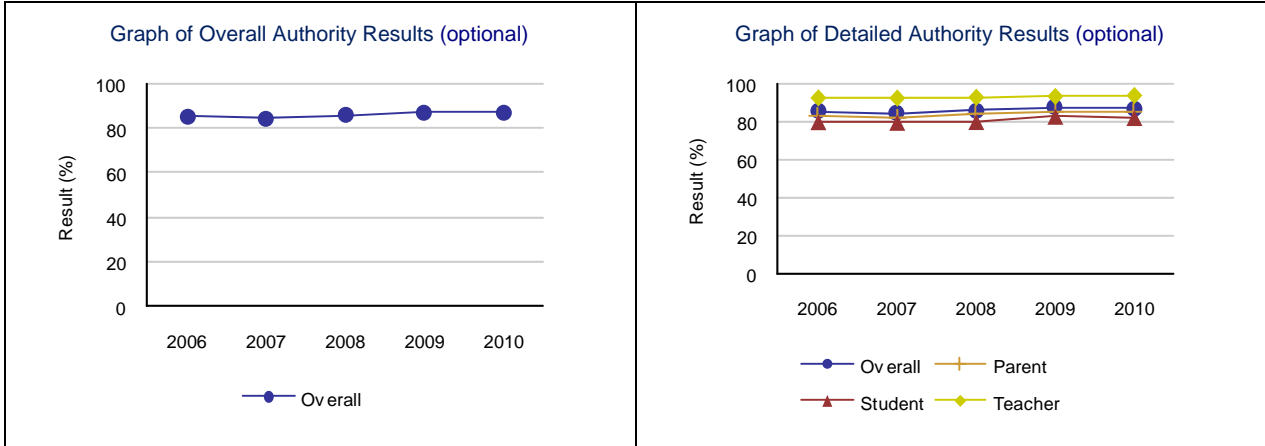 Graph of Overall Authority Results (optional)
100
80
60
40
20
0
Result (%)
2006 2007 2008 2009 2010
Ov erall
Graph of Detailed Authority Results (optional)
100
80
60
40
20
0
Result (%)
2006 2007 2008 2009 2010
Ov erall Parent
Student Teacher